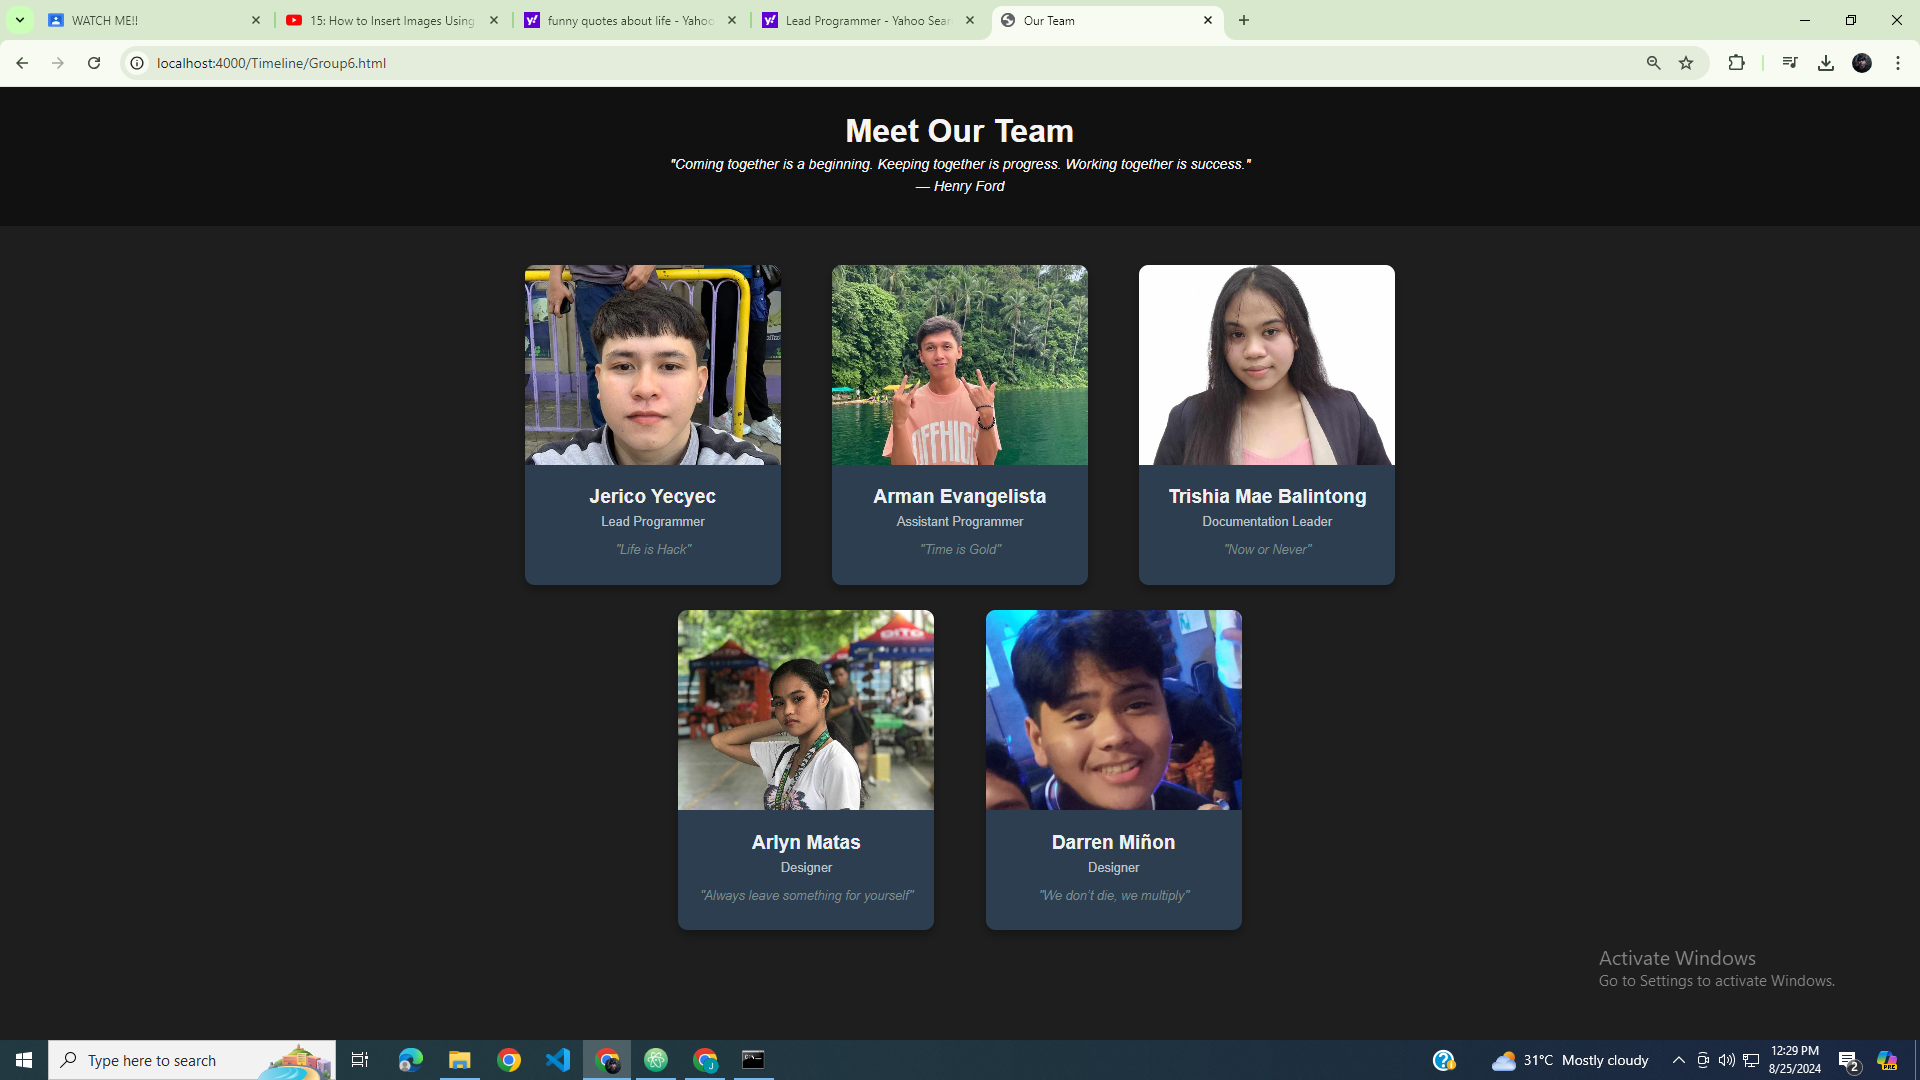 WATCH ME!!
15: How to Insert Images Using
funny quotes about life - Yahoo
Lead Programmer - Yahoo Sear
Our Team
localhost:4000/Timeline/Group6.html
Meet Our Team
"Coming together is a beginning. Keeping together is progress. Working together is success."
— Henry Ford
OFFHIG
Jerico Yecyec
Lead Programmer
"Life is Hack"
Arman Evangelista
Assistant Programmer
"Time is Gold"
Trishia Mae Balintong
Documentation Leader
"Now or Never"
Arlyn Matas
Designer
"Always leave something for yourself"
Darren Miñon
Designer
"We don't die, we multiply"
Activate Windows
Go to Settings to activate Windows.
Type here to search
31°C Mostly cloudy
12:29 PM
8/25/2024
2